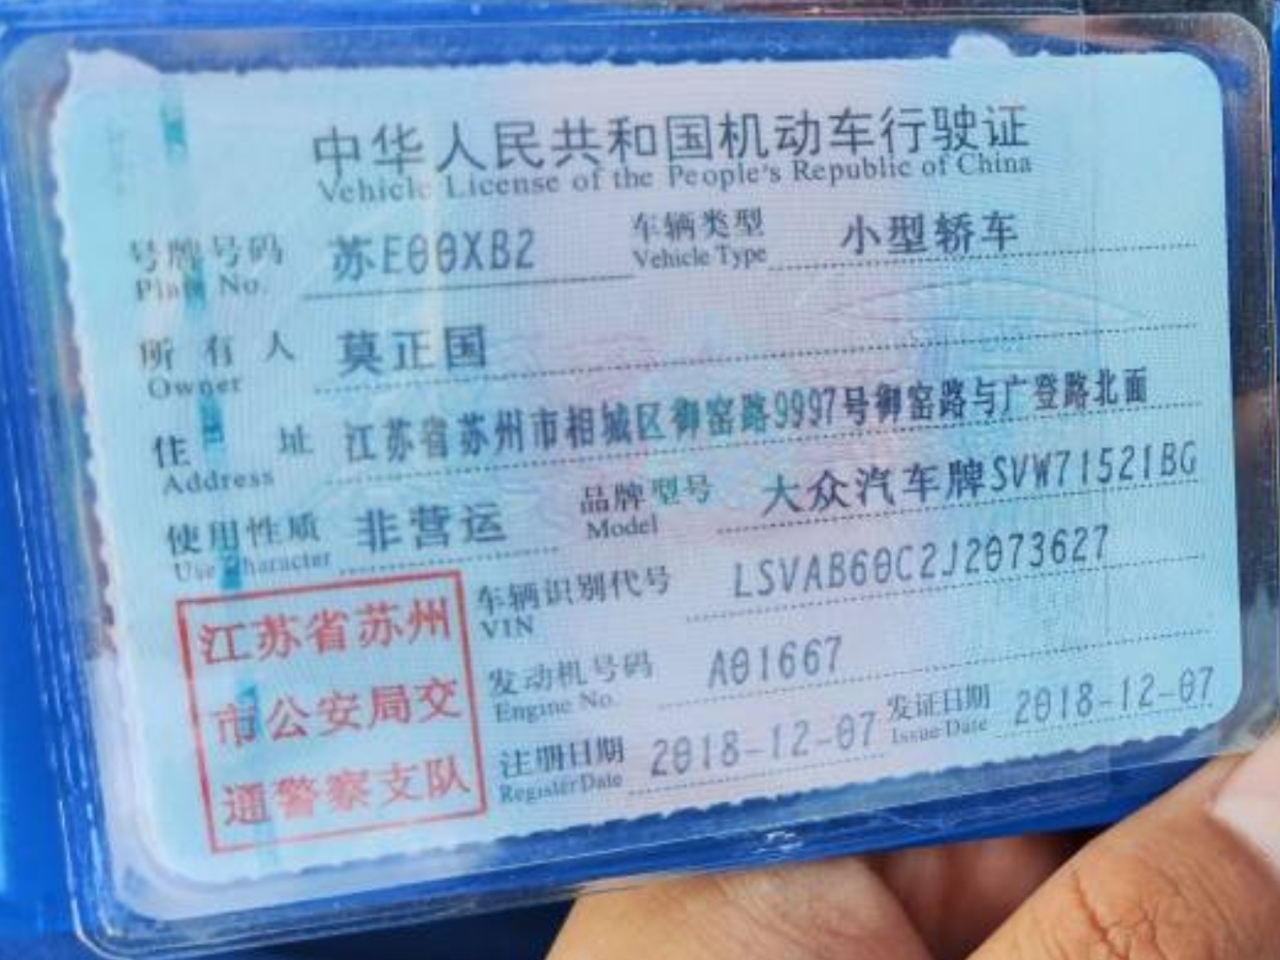 中华人民共和国机动车行驶证
Vehicle License of the People's Republic of China
号牌号码 苏E00XB2 车辆类型 小型轿车
Plate No. Vehicle Type
所有人 莫正国
Owner
住址 江苏省苏州市相城区御窑路9997号御窑路与广登路北面
Address
使用性质 非营运 品牌型号 大众汽车牌SVW71521BG
Use Character Model
车辆识别代号 LSVAB60C2J2073627
VIN
发动机号码 A01667
Engine No.
注册日期 2018-12-07 发证日期 2018-12-07
Register Date Issue Date
江苏省苏州
市公安局交
通警察支队